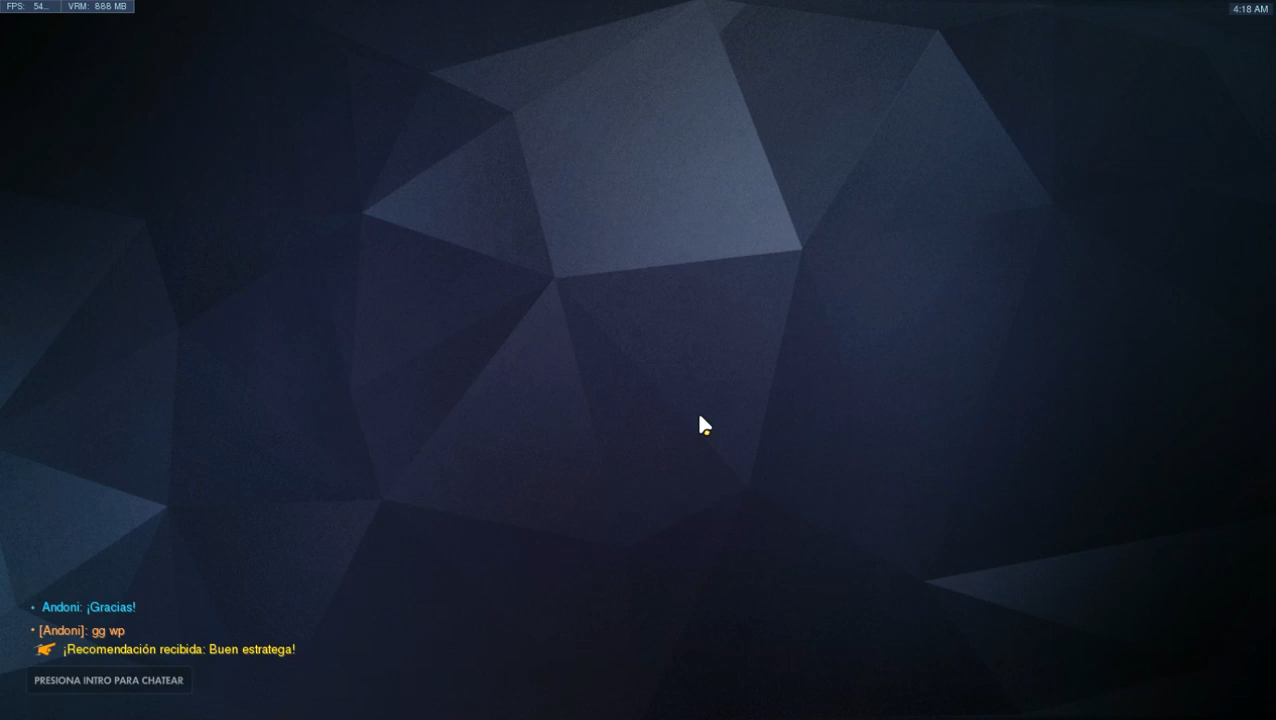 FPS: 54... VRM: 888 MB
4:18 AM
• Andoni: ¡Gracias!
• [Andoni]: gg wp
¡Recomendación recibida: Buen estratega!
PRESIONA INTRO PARA CHATEAR